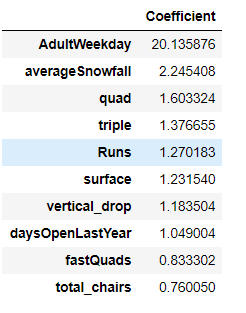 Coefficient
AdultWeekday 20.135876
averageSnowfall 2.245408
quad 1.603324
triple 1.376655
Runs 1.270183
surface 1.231540
vertical_drop 1.183504
daysOpenLastYear 1.049004
fastQuads 0.833302
total_chairs 0.760050